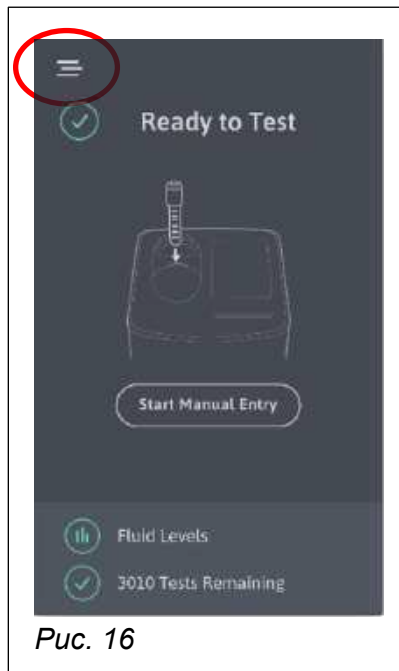 Ready to Test
Start Manual Entry
Fluid Levels
3010 Tests Remaining
Рис. 16